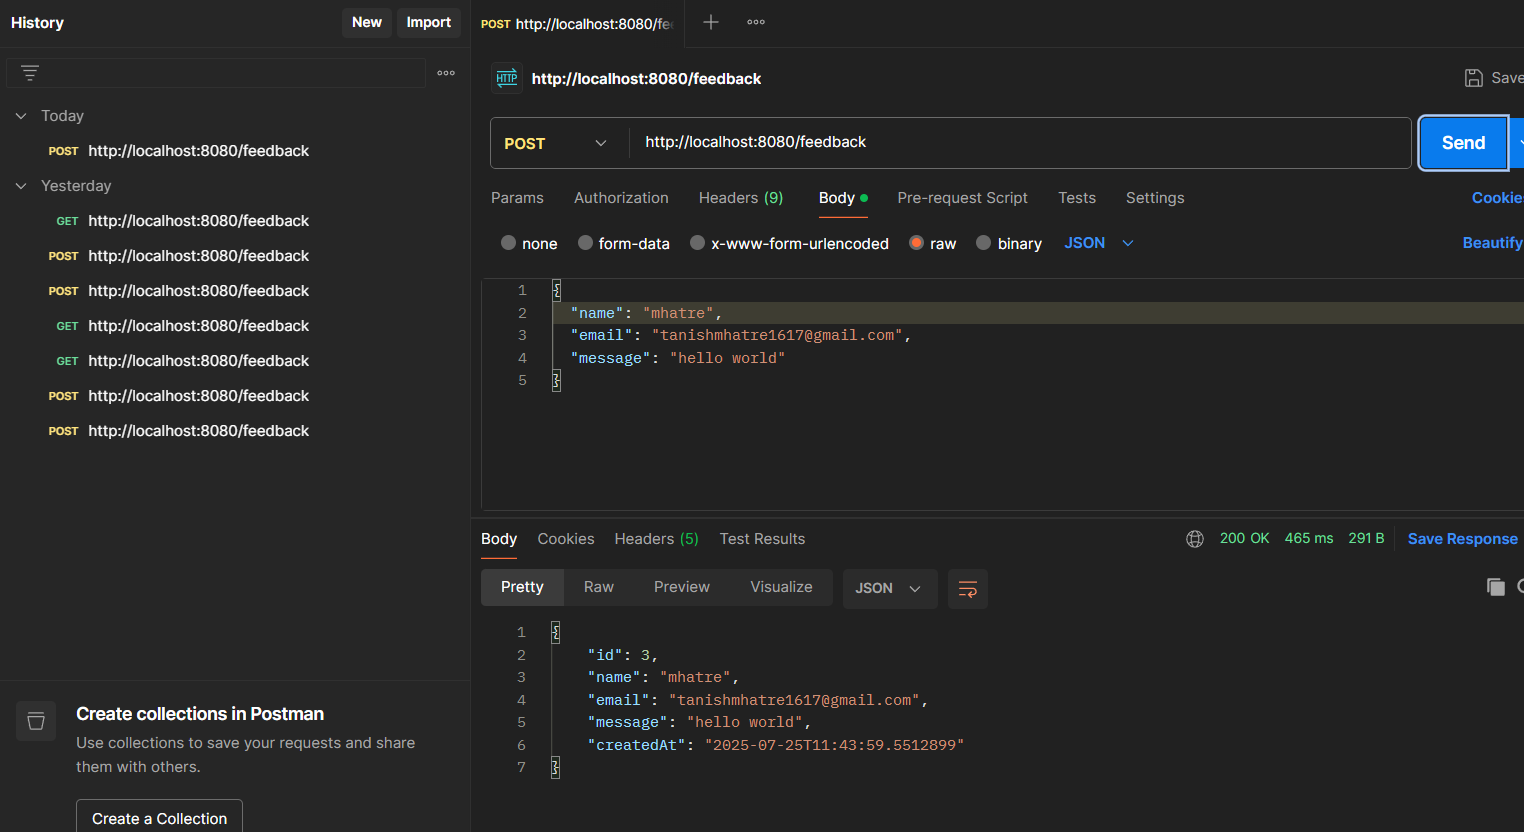 History
New
Import
Today
POST http://localhost:8080/feedback
Yesterday
GET http://localhost:8080/feedback
POST http://localhost:8080/feedback
POST http://localhost:8080/feedback
GET http://localhost:8080/feedback
GET http://localhost:8080/feedback
POST http://localhost:8080/feedback
POST http://localhost:8080/feedback
Create collections in Postman
Use collections to save your requests and share
them with others.
Create a Collection
POST http://localhost:8080/fee
HTTP http://localhost:8080/feedback
Save
POST http://localhost:8080/feedback
Send
Params Authorization Headers (9) Body Pre-request Script Tests Settings Cookies
none form-data x-www-form-urlencoded raw binary JSON Beautify
1 {
2 "name": "mhatre",
3 "email": "tanishmhatre1617@gmail.com",
4 "message": "hello world"
5 }
Body Cookies Headers (5) Test Results 200 OK 465 ms 291 B Save Response
Pretty Raw Preview Visualize JSON
1 {
2 "id": 3,
3 "name": "mhatre",
4 "email": "tanishmhatre1617@gmail.com",
5 "message": "hello world",
6 "createdAt": "2025-07-25T11:43:59.5512899"
7 }